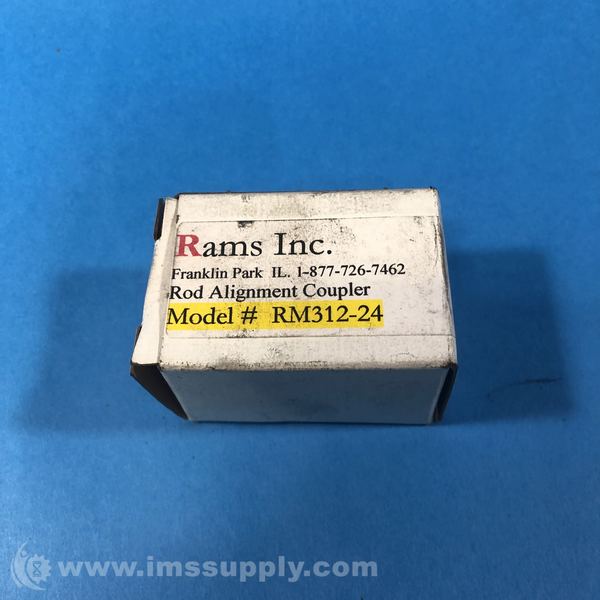 Rams Inc.
Franklin Park IL. 1-877-726-7462
Rod Alignment Coupler
Model # RM312-24
www.imssupply.com